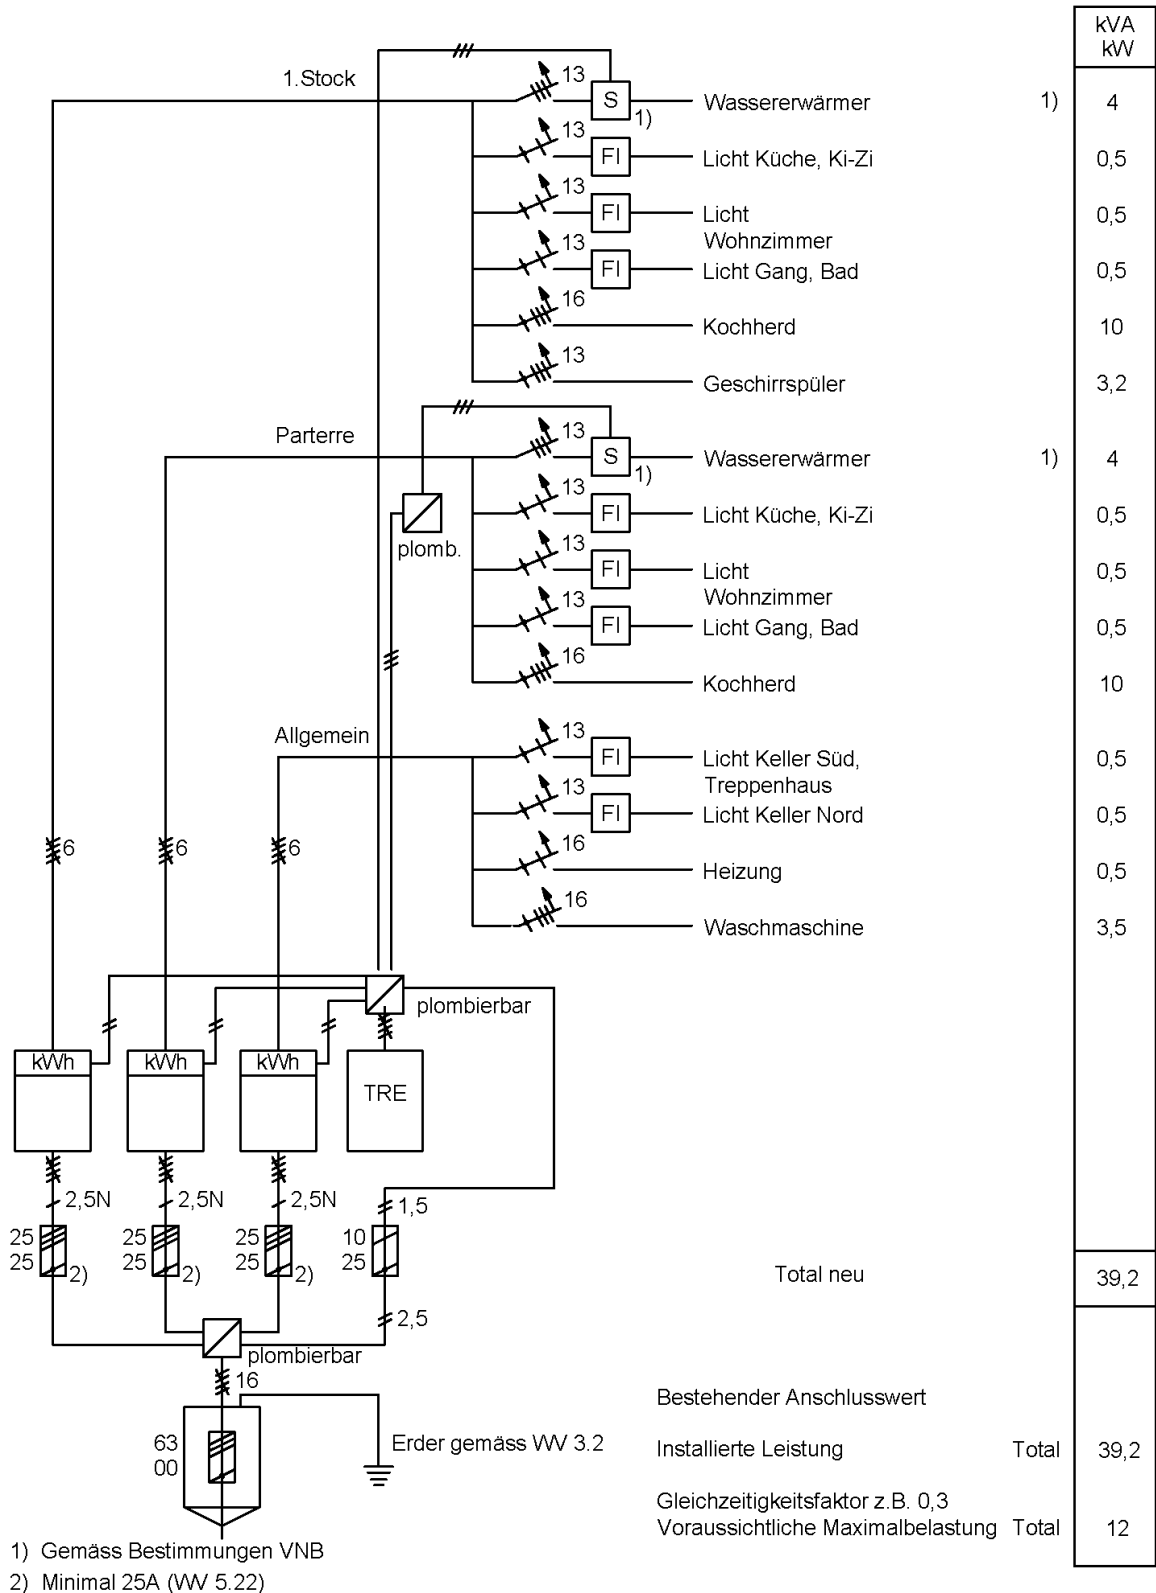 kVA
kW
1.Stock
13
S
1)
Wassererwärmer
1)
4
13
FI
Licht Küche, Ki-Zi
0,5
13
FI
Licht
Wohnzimmer
0,5
13
FI
Licht Gang, Bad
0,5
16
Kochherd
10
13
Geschirrspüler
3,2
Parterre
13
S
1)
Wassererwärmer
1)
4
plomb.
13
FI
Licht Küche, Ki-Zi
0,5
13
FI
Licht
Wohnzimmer
0,5
13
FI
Licht Gang, Bad
0,5
16
Kochherd
10
Allgemein
13
FI
Licht Keller Süd,
Treppenhaus
0,5
13
FI
Licht Keller Nord
0,5
16
Heizung
0,5
16
Waschmaschine
3,5
6
6
6
plombierbar
kWh
kWh
kWh
TRE
2,5N
2,5N
2,5N
1,5
25
25
2)
25
25
2)
25
25
2)
10
25
2,5
plombierbar
16
63
00
Erder gemäss WV 3.2
Total neu
39,2
Bestehender Anschlusswert
Installierte Leistung Total 39,2
Gleichzeitigkeitsfaktor z.B. 0,3
Voraussichtliche Maximalbelastung Total 12
1) Gemäss Bestimmungen VNB
2) Minimal 25A (WV 5.22)